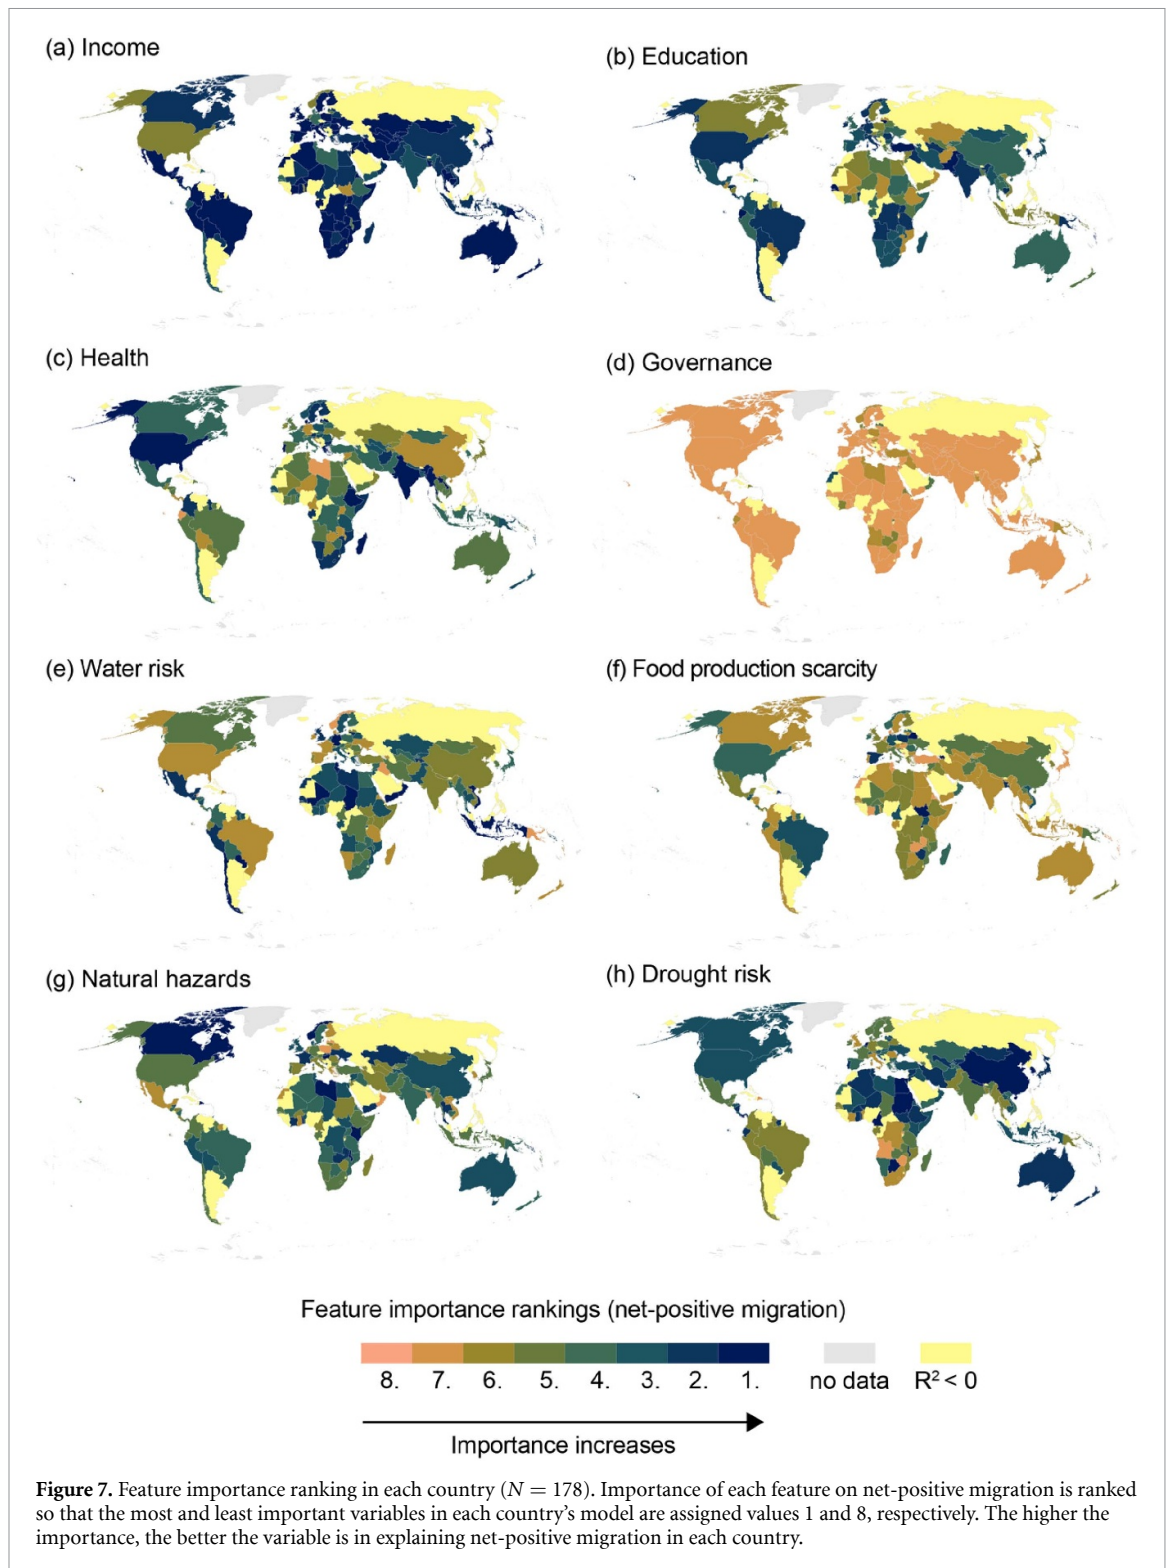 (a) Income
(b) Education
(c) Health
(d) Governance
(e) Water risk
(f) Food production scarcity
(g) Natural hazards
(h) Drought risk
Feature importance rankings (net-positive migration)
8. 7. 6. 5. 4. 3. 2. 1. no data R² < 0
Importance increases
Figure 7. Feature importance ranking in each country (N = 178). Importance of each feature on net-positive migration is ranked
so that the most and least important variables in each country's model are assigned values 1 and 8, respectively. The higher the
importance, the better the variable is in explaining net-positive migration in each country.